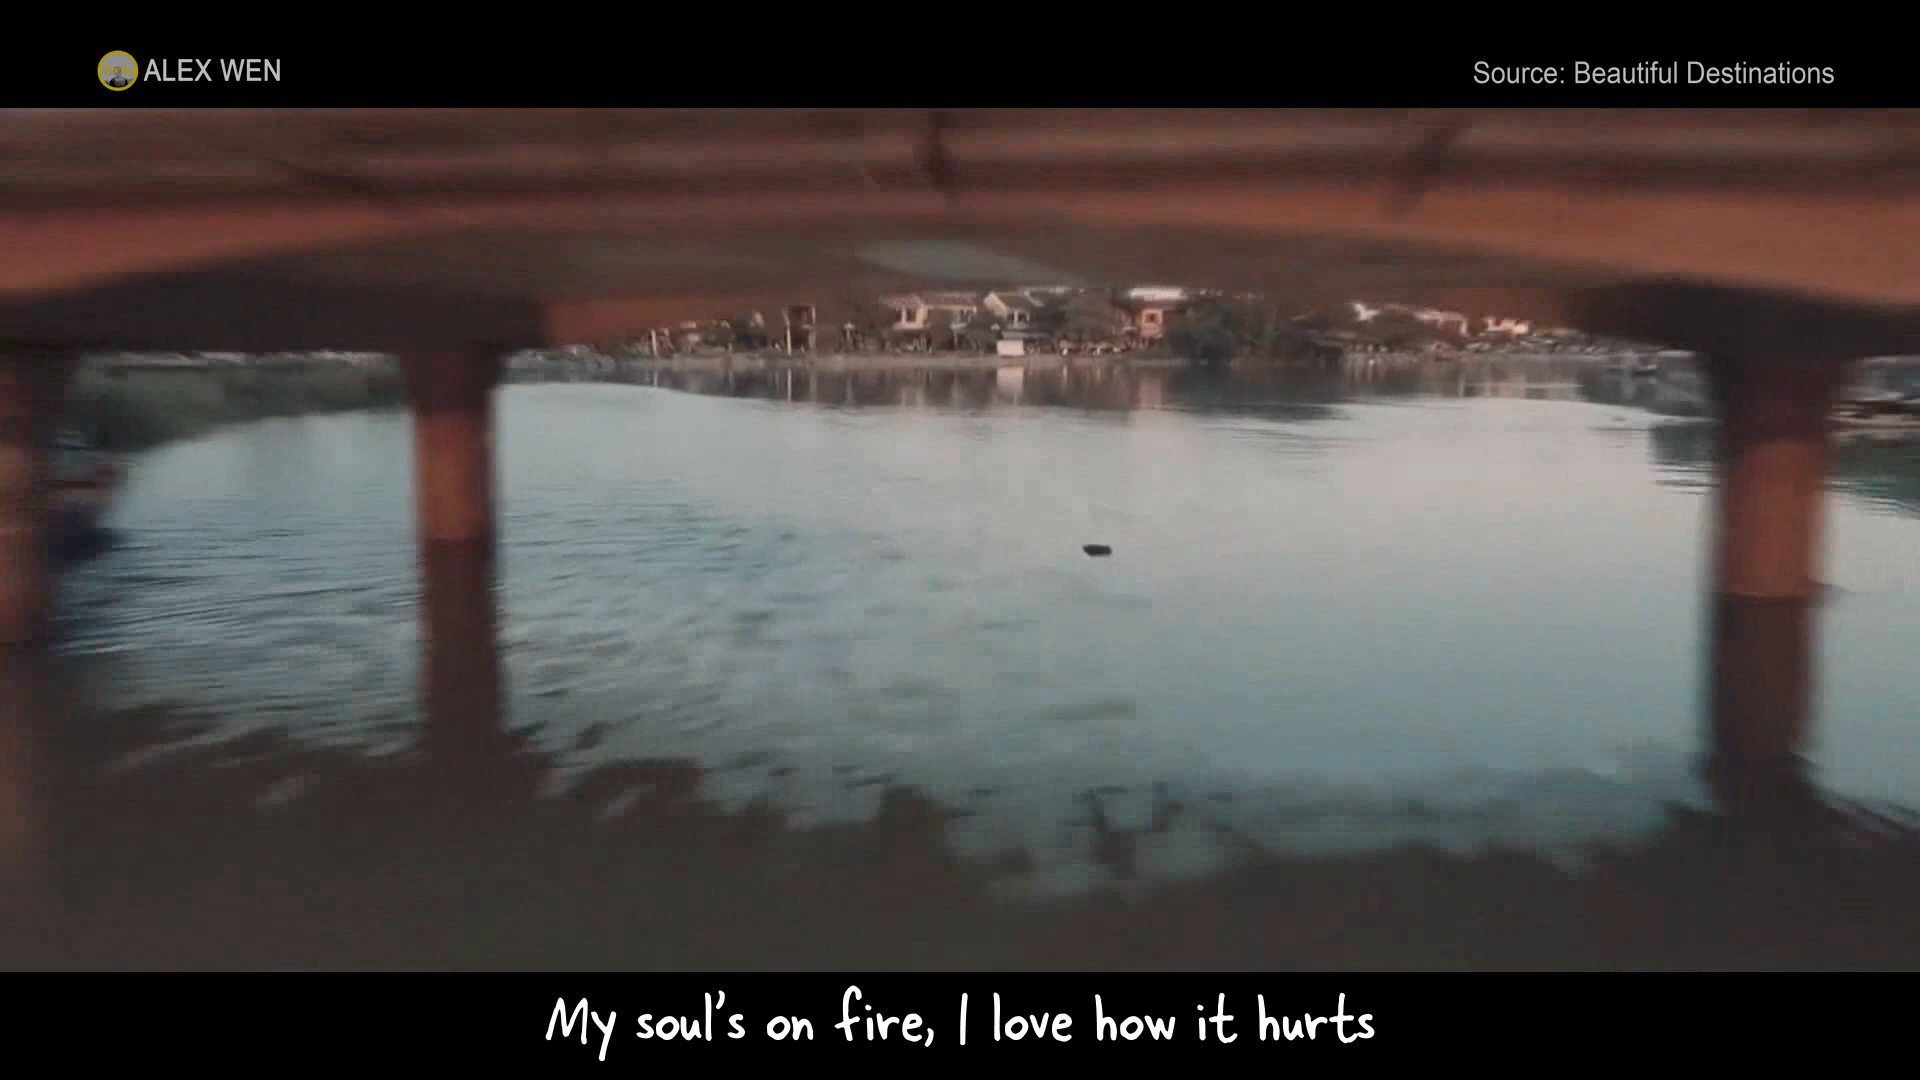 ALEX WEN
Source: Beautiful Destinations
My soul's on fire, I love how it hurts